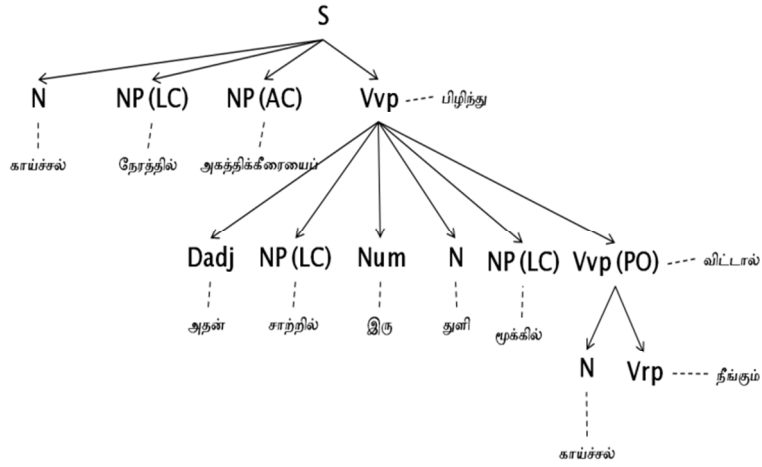 S
N NP (LC) NP (AC) Vvp பிழிந்து
காய்ச்சல் நேரத்தில் அகத்திக்கீரையைப்
Dadj NP (LC) Num N NP (LC) Vvp (PO) விட்டால்
அதன் சாற்றில் இரு துளி மூக்கில்
N Vrp நீங்கும்
காய்ச்சல்